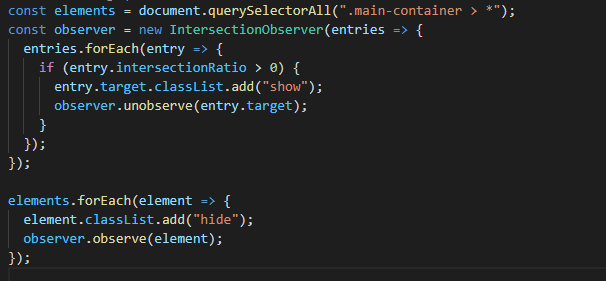 const elements = document.querySelectorAll(".main-container > *");
const observer = new IntersectionObserver(entries => {
  entries.forEach(entry => {
    if (entry.intersectionRatio > 0) {
      entry.target.classList.add("show");
      observer.unobserve(entry.target);
    }
  });
});

elements.forEach(element => {
  element.classList.add("hide");
  observer.observe(element);
});